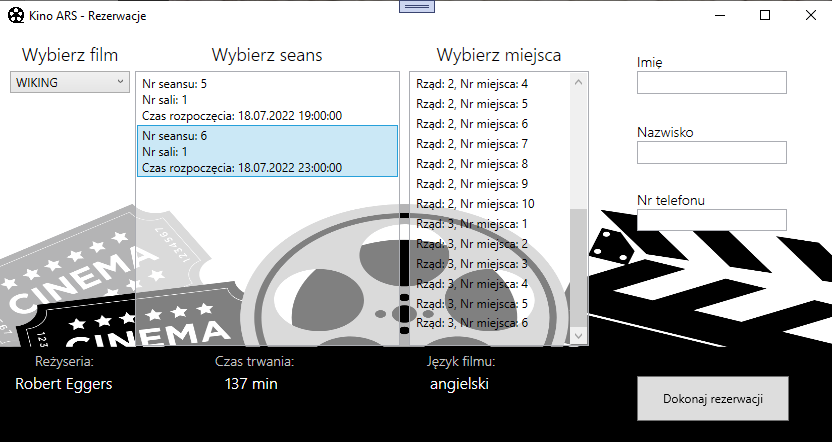 Kino ARS - Rezerwacje
Wybierz film
Wybierz seans
Wybierz miejsca
WIKING
Nr seansu: 5
Nr sali: 1
Czas rozpoczęcia: 18.07.2022 19:00:00
Nr seansu: 6
Nr sali: 1
Czas rozpoczęcia: 18.07.2022 23:00:00
Rząd: 2, Nr miejsca: 4
Rząd: 2, Nr miejsca: 5
Rząd: 2, Nr miejsca: 6
Rząd: 2, Nr miejsca: 7
Rząd: 2, Nr miejsca: 8
Rząd: 2, Nr miejsca: 9
Rząd: 2, Nr miejsca: 10
Rząd: 3, Nr miejsca: 1
Rząd: 3, Nr miejsca: 2
Rząd: 3, Nr miejsca: 3
Rząd: 3, Nr miejsca: 4
Rząd: 3, Nr miejsca: 5
Rząd: 3, Nr miejsca: 6
Imię
Nazwisko
Nr telefonu
CINEMA
1234567
CINEMA
Reżyseria:
Robert Eggers
Czas trwania:
137 min
Język filmu:
angielski
Dokonaj rezerwacji